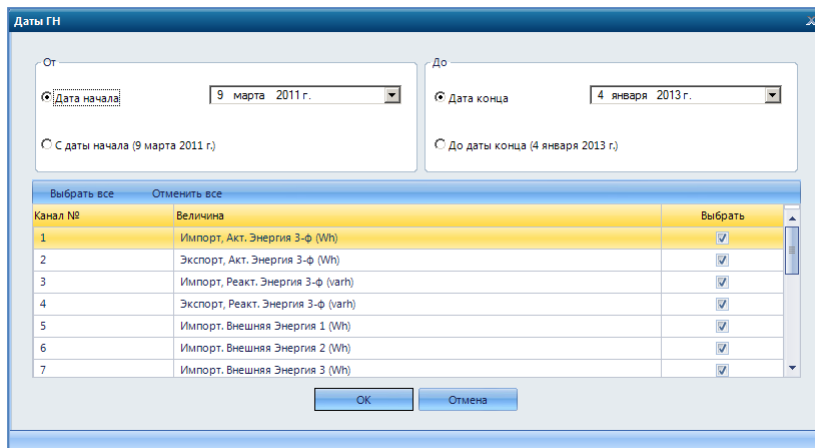 Даты ГН
От
Дата начала
9 марта 2011 г.
С даты начала (9 марта 2011 г.)
До
Дата конца
4 января 2013 г.
До даты конца (4 января 2013 г.)
Выбрать все Отменить все
Канал № Величина Выбрать
1 Импорт, Акт. Энергия 3-ф (Wh)
2 Экспорт, Акт. Энергия 3-ф (Wh)
3 Импорт, Реакт. Энергия 3-ф (varh)
4 Экспорт, Реакт. Энергия 3-ф (varh)
5 Импорт. Внешняя Энергия 1 (Wh)
6 Импорт. Внешняя Энергия 2 (Wh)
7 Импорт. Внешняя Энергия 3 (Wh)
OK Отмена